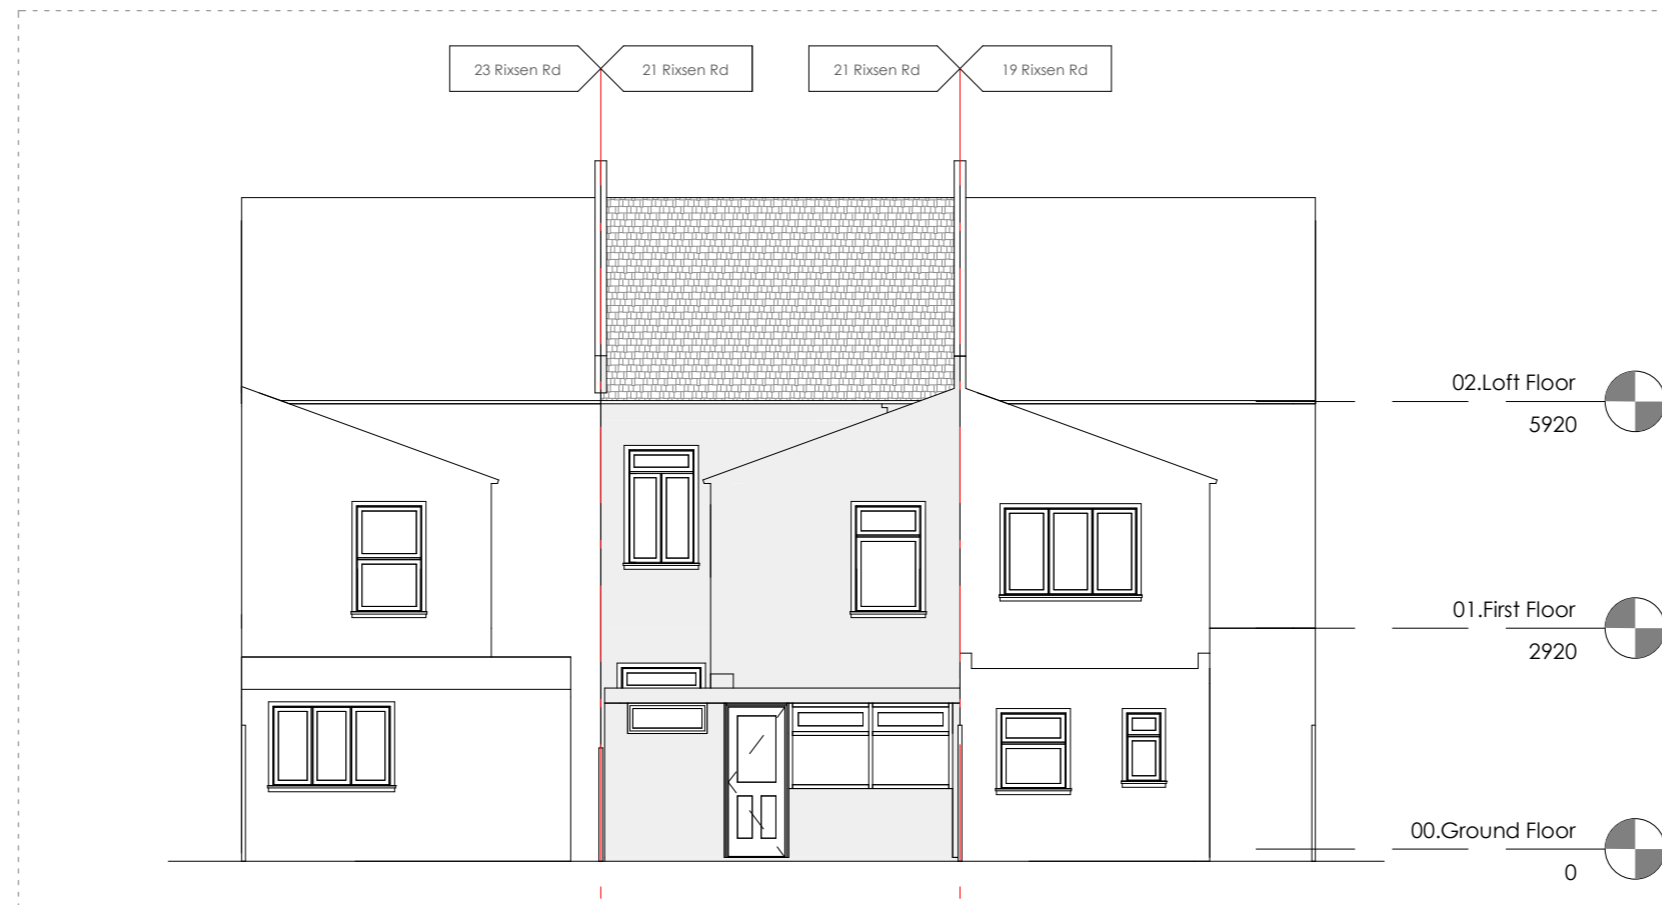 23 Rixsen Rd
21 Rixsen Rd
21 Rixsen Rd
19 Rixsen Rd
02.Loft Floor
5920
01.First Floor
2920
00.Ground Floor
0